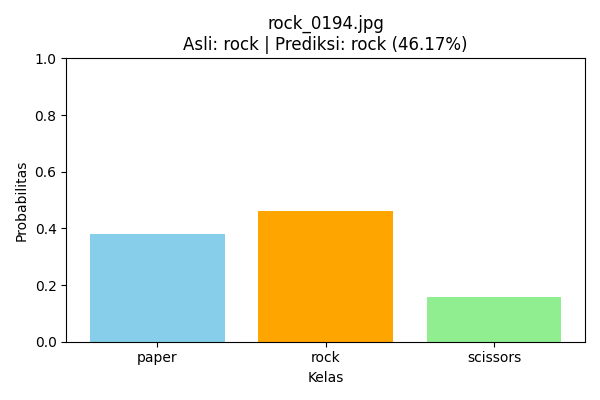 rock_0194.jpg
Asli: rock | Prediksi: rock (46.17%)
1.0
0.8
0.6
0.4
0.2
0.0
Probabilitas
paper
rock
scissors
Kelas